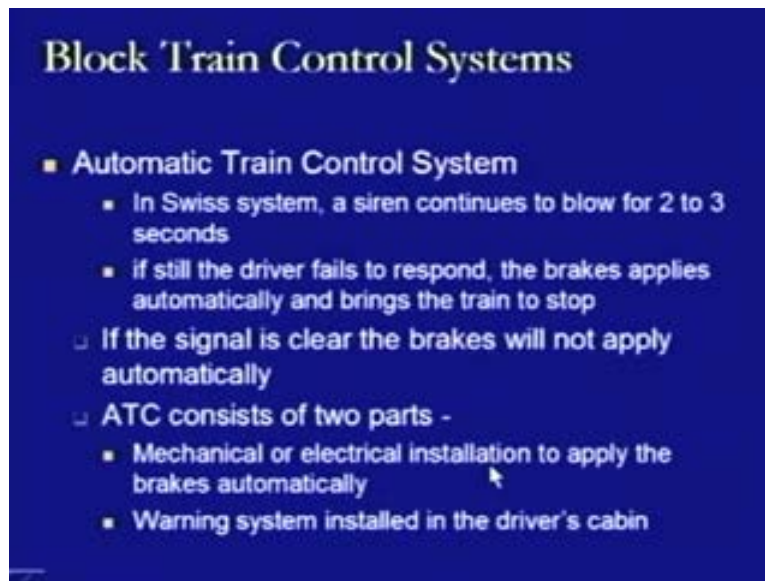 Block Train Control Systems
Automatic Train Control System
In Swiss system, a siren continues to blow for 2 to 3
seconds
if still the driver fails to respond, the brakes applies
automatically and brings the train to stop
If the signal is clear the brakes will not apply
automatically
ATC consists of two parts -
Mechanical or electrical installation to apply the
brakes automatically
Warning system installed in the driver's cabin